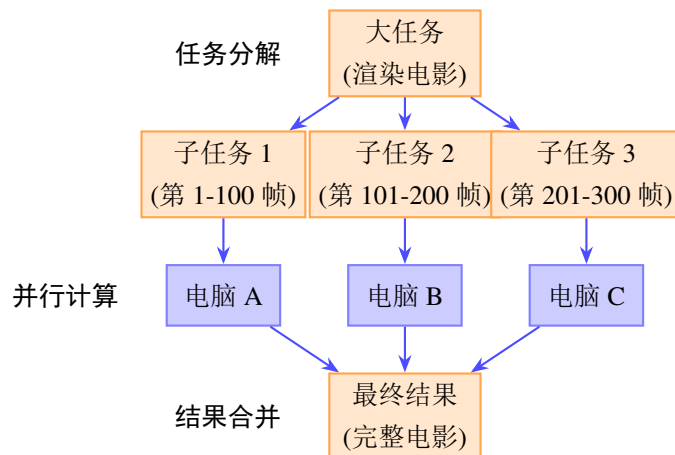 任务分解
大任务
(渲染电影)
子任务 1
(第 1-100 帧)
子任务 2
(第 101-200 帧)
子任务 3
(第 201-300 帧)
并行计算
电脑 A
电脑 B
电脑 C
结果合并
最终结果
(完整电影)